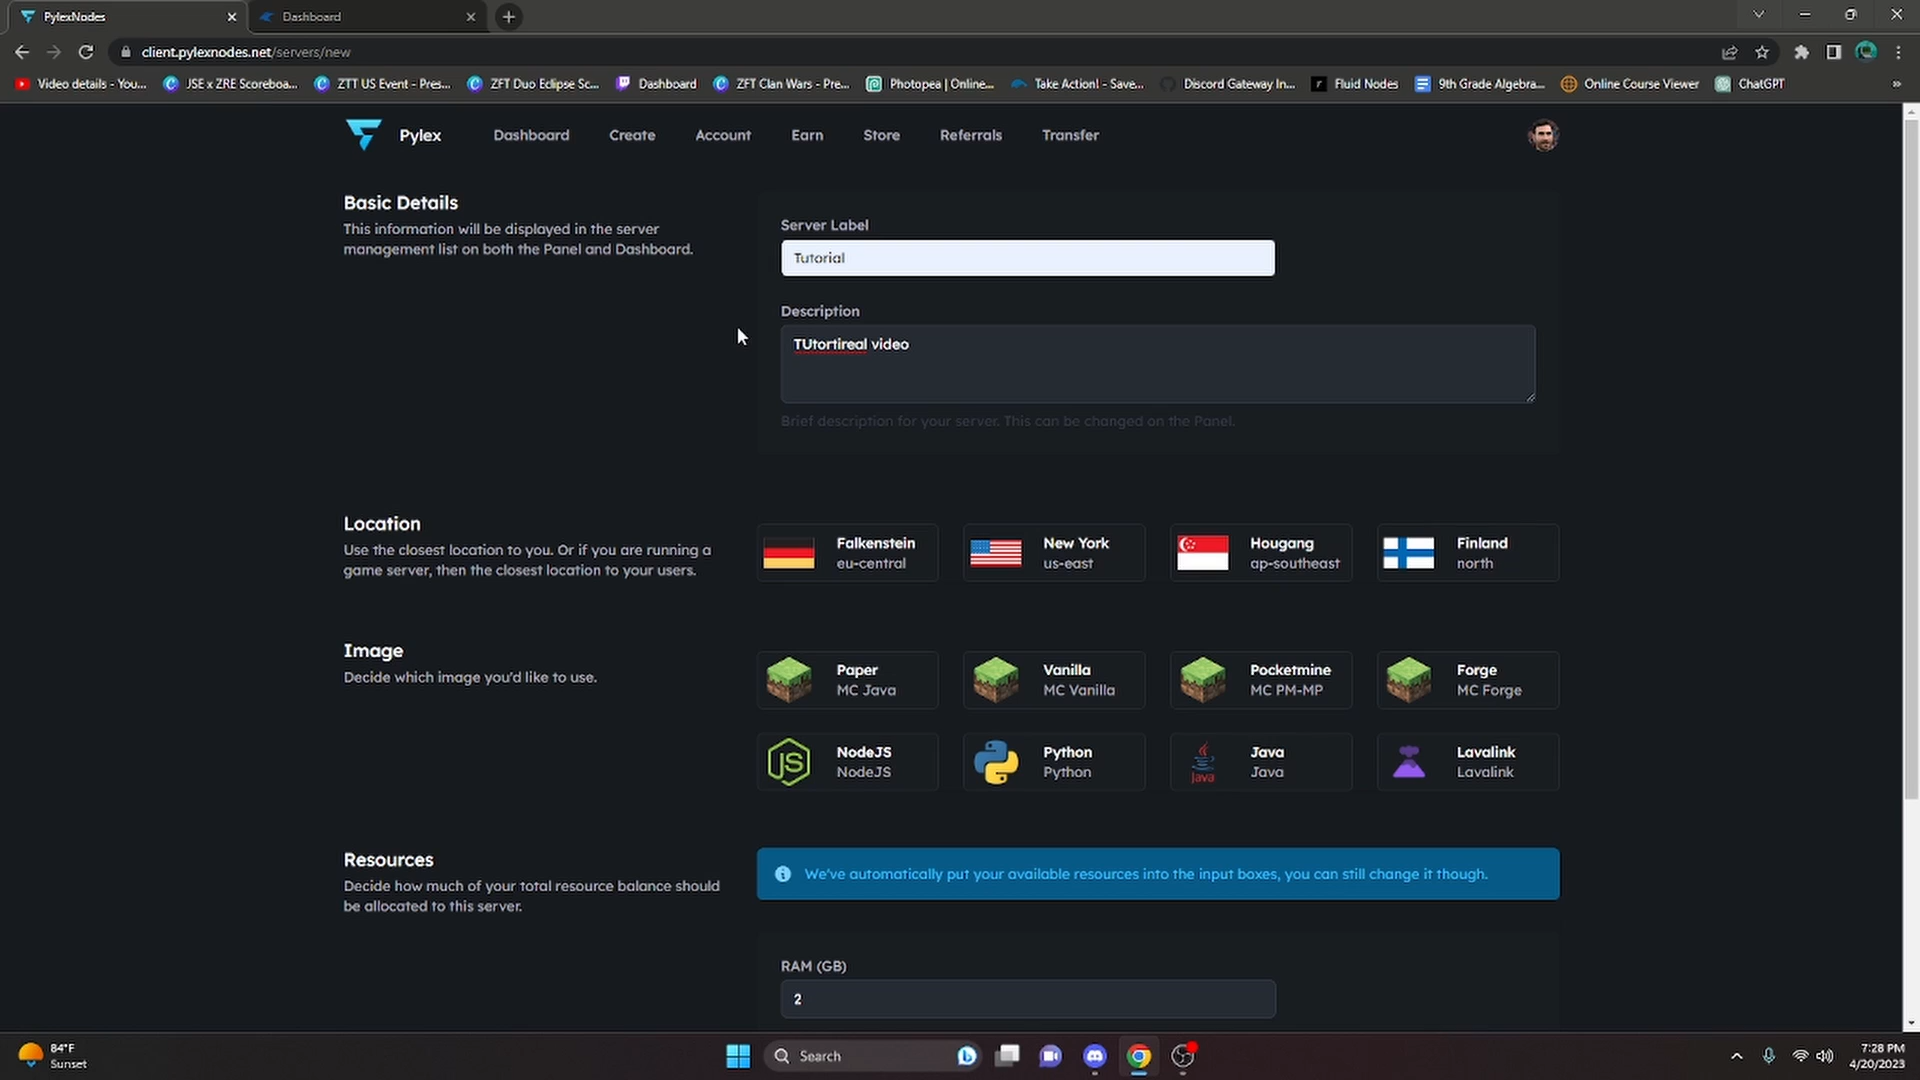 PylexNodes
Dashboard
client.pylexnodes.net/servers/new
Video details - You...
JSE x ZRE Scoreboa...
ZTT US Event - Pres...
ZFT Duo Eclipse Sc...
Dashboard
ZFT Clan Wars - Pre...
Photopea | Online...
Take Action! - Save...
Discord Gateway In...
Fluid Nodes
9th Grade Algebra...
Online Course Viewer
ChatGPT
»
Pylex
Dashboard
Create
Account
Earn
Store
Referrals
Transfer
Basic Details
This information will be displayed in the server
management list on both the Panel and Dashboard.
Server Label
Tutorial
Description
TUtortireal video
Brief description for your server. This can be changed on the Panel.
Location
Use the closest location to you. Or if you are running a
game server, then the closest location to your users.
Falkenstein
eu-central
New York
us-east
Hougang
ap-southeast
Finland
north
Image
Decide which image you'd like to use.
Paper
MC Java
Vanilla
MC Vanilla
Pocketmine
MC PM-MP
Forge
MC Forge
JS
NodeJS
NodeJS
Python
Python
Java
Java
Java
Lavalink
Lavalink
Resources
Decide how much of your total resource balance should
be allocated to this server.
We've automatically put your available resources into the input boxes, you can still change it though.
RAM (GB)
2
84°F
Sunset
Search
7:28 PM
4/20/2023